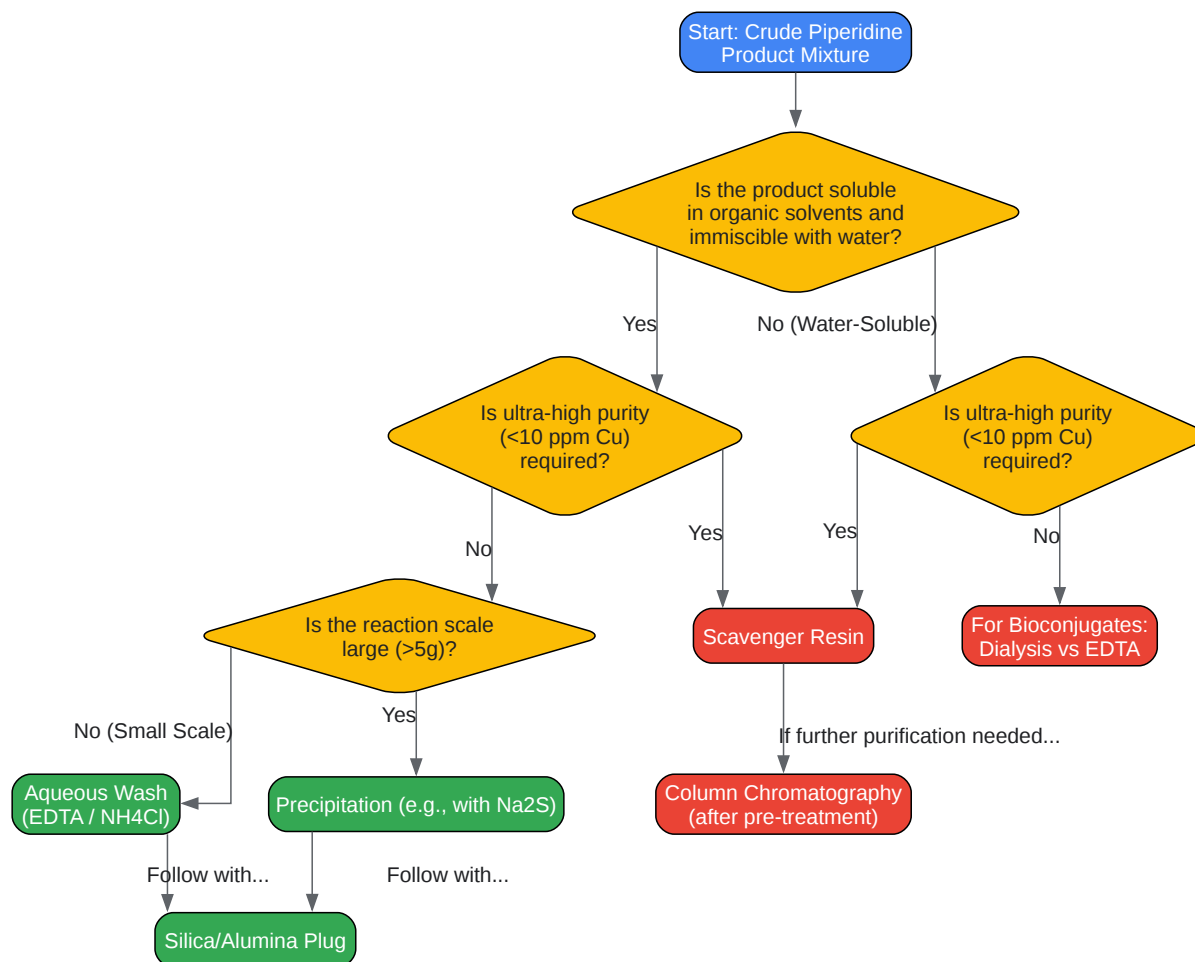 Start: Crude Piperidine
Product Mixture
Is the product soluble
in organic solvents and
immiscible with water?
Yes
No (Water-Soluble)
Is ultra-high purity
(<10 ppm Cu)
required?
Is ultra-high purity
(<10 ppm Cu)
required?
No
Yes
Yes
No
Is the reaction scale
large (>5g)?
Scavenger Resin
For Bioconjugates:
Dialysis vs EDTA
No (Small Scale)
Yes
If further purification needed...
Aqueous Wash
(EDTA / NH4Cl)
Precipitation (e.g., with Na2S)
Column Chromatography
(after pre-treatment)
Follow with...
Follow with...
Silica/Alumina Plug